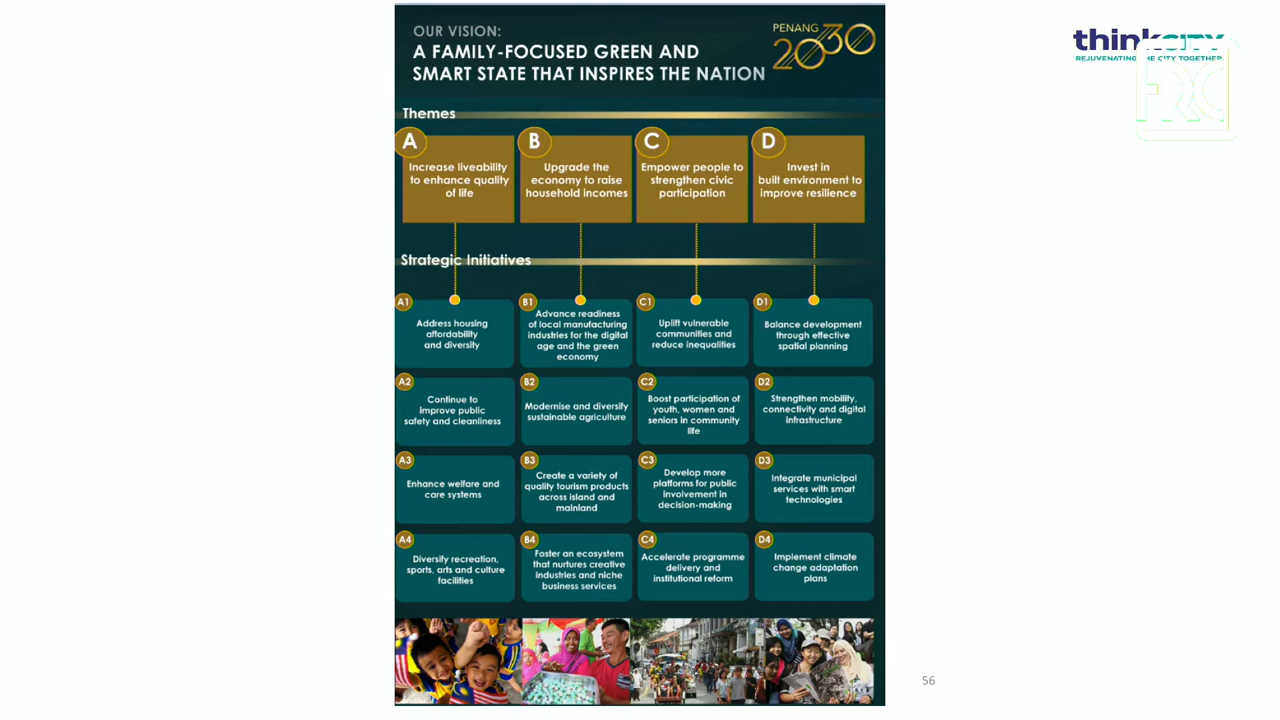 OUR VISION:
A FAMILY-FOCUSED GREEN AND
SMART STATE THAT INSPIRES THE NATION
PENANG
2030
thinkCITY
REJUVENATING THE CITY TOGETHER
FRC
Themes
A
Increase liveability
to enhance quality
of life
B
Upgrade the
economy to raise
household incomes
C
Empower people to
strengthen civic
participation
D
Invest in
built environment to
improve resilience
Strategic Initiatives
A1
Address housing
affordability
and diversity
B1
Advance readiness
of local manufacturing
industries for the digital
age and the green
economy
C1
Uplift vulnerable
communities and
reduce inequalities
D1
Balance development
through effective
spatial planning
A2
Continue to
improve public
safety and cleanliness
B2
Modernise and diversify
sustainable agriculture
C2
Boost participation of
youth, women and
seniors in community
life
D2
Strengthen mobility,
connectivity and digital
infrastructure
A3
Enhance welfare and
care systems
B3
Create a variety of
quality tourism products
across island and
mainland
C3
Develop more
platforms for public
involvement in
decision-making
D3
Integrate municipal
services with smart
technologies
A4
Diversify recreation,
sports, arts and culture
facilities
B4
Foster an ecosystem
that nurtures creative
industries and niche
business services
C4
Accelerate programme
delivery and
institutional reform
D4
Implement climate
change adaptation
plans
56